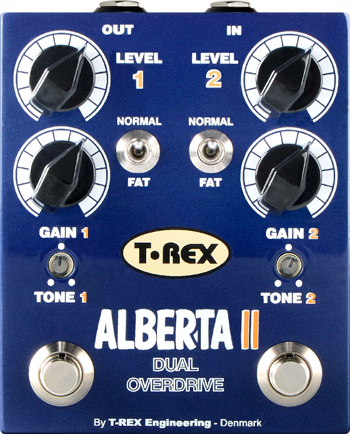 OUT IN
LEVEL LEVEL
1 2
NORMAL NORMAL
FAT FAT
GAIN 1 GAIN 2
T•REX
TONE 1 TONE 2
ALBERTA II
DUAL
OVERDRIVE
By T-REX Engineering - Denmark